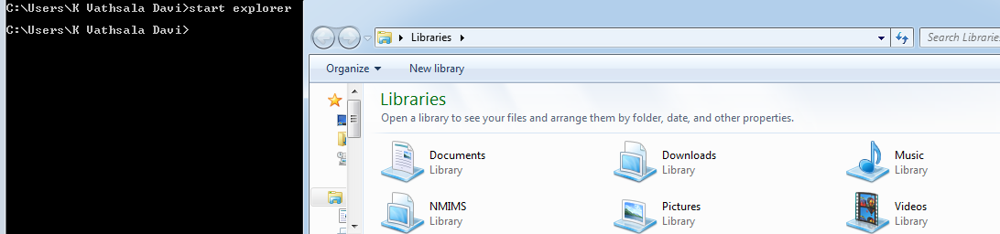 C:\Users\K Vathsala Davi>start explorer
C:\Users\K Vathsala Davi>
Libraries
Search Librarie
Organize
New library
Libraries
Open a library to see your files and arrange them by folder, date, and other properties.
Documents
Library
Downloads
Library
Music
Library
NMIMS
Library
Pictures
Library
Videos
Library